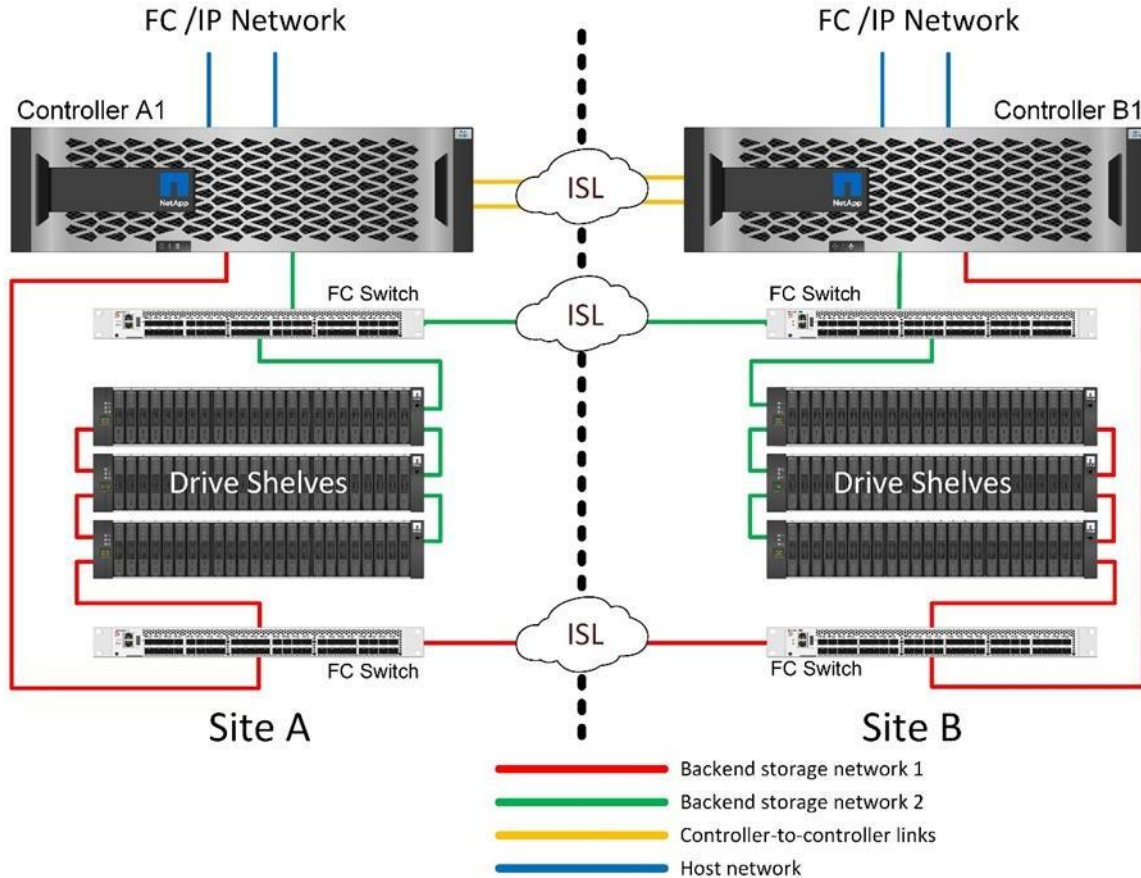 FC /IP Network
FC /IP Network
Controller A1
Controller B1
NetApp
NetApp
ISL
FC Switch
FC Switch
ISL
Drive Shelves
Drive Shelves
ISL
FC Switch
FC Switch
Site A
Site B
Backend storage network 1
Backend storage network 2
Controller-to-controller links
Host network